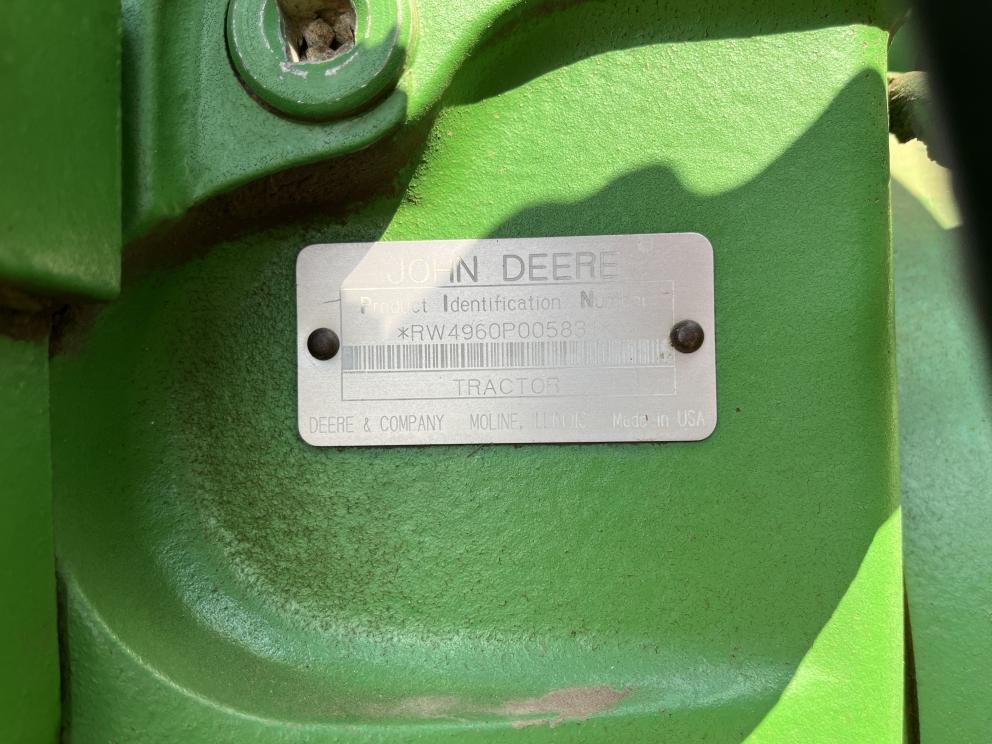 JOHN DEERE
Product Identification Number
*RW4960P00583
TRACTOR
DEERE & COMPANY MOLINE, ILLINOIS Made in USA